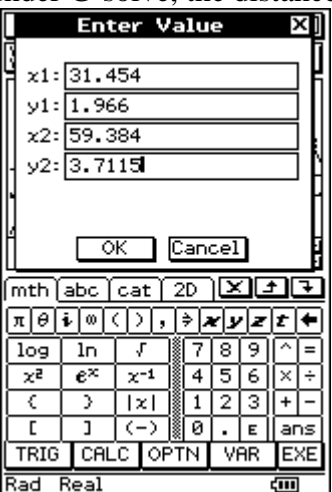 Enter Value X
x1: 31.454
y1: 1.966
x2: 59.384
y2: 3.7115
OK Cancel
mth abc cat 2D
π θ i ∞ ( ) , ⇒ x y z t ←
log ln √ 7 8 9 ^ =
x² eˣ x⁻¹ 4 5 6 × ÷
( ) |x| 1 2 3 + −
[ ] (−) 0 . E ans
TRIG CALC OPTN VAR EXE
Rad Real